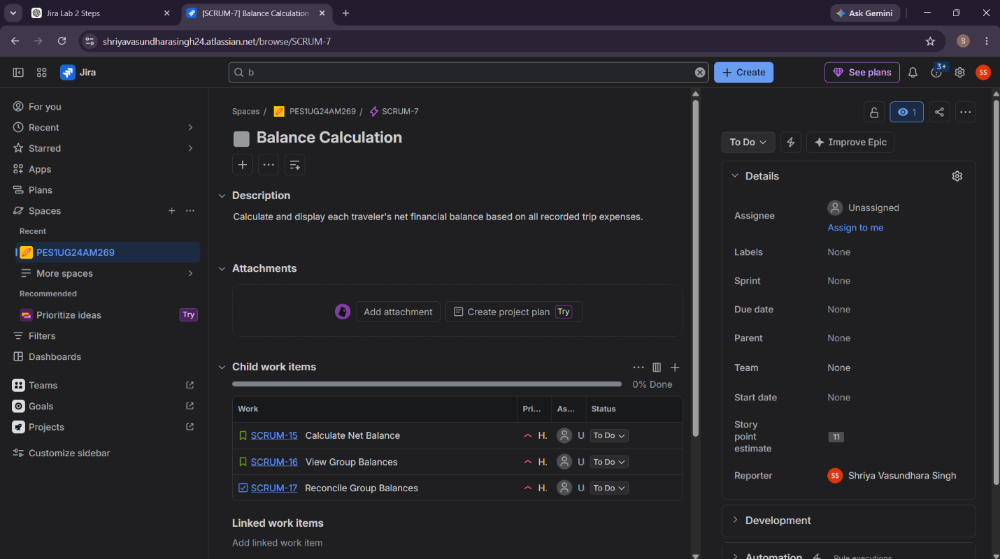 Jira Lab 2 Steps
[SCRUM-7] Balance Calculation
Ask Gemini
shriyavasundharasingh24.atlassian.net/browse/SCRUM-7
S
Jira
b
Create
See plans
3+
SS
For you
Recent
Starred
Apps
Plans
Spaces
Recent
PES1UG24AM269
More spaces
Recommended
Prioritize ideas
Try
Filters
Dashboards
Teams
Goals
Projects
Customize sidebar
Spaces / PES1UG24AM269 / SCRUM-7
Balance Calculation
Description
Calculate and display each traveler's net financial balance based on all recorded trip expenses.
Attachments
Add attachment
Create project plan Try
Child work items
0% Done
Work Pri... As... Status
SCRUM-15 Calculate Net Balance H. U To Do
SCRUM-16 View Group Balances H. U To Do
SCRUM-17 Reconcile Group Balances H. U To Do
Linked work items
Add linked work item
1
To Do
Improve Epic
Details
Assignee Unassigned
Assign to me
Labels None
Sprint None
Due date None
Parent None
Team None
Start date None
Story
point
estimate
11
Reporter SS Shriya Vasundhara Singh
Development
Automation Rule executions